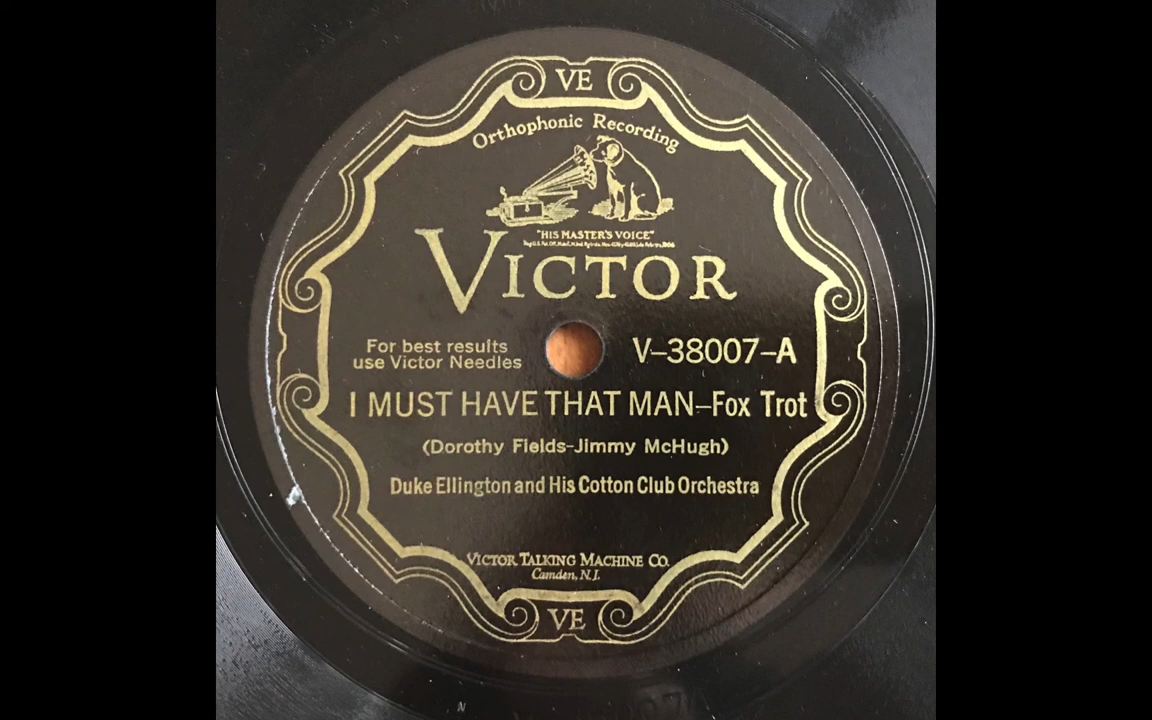 VE
Orthophonic Recording
"HIS MASTER'S VOICE"
VICTOR
For best results
use Victor Needles
V-38007-A
I MUST HAVE THAT MAN-Fox Trot
(Dorothy Fields-Jimmy McHugh)
Duke Ellington and His Cotton Club Orchestra
VICTOR TALKING MACHINE CO.
Camden, N.J.
VE